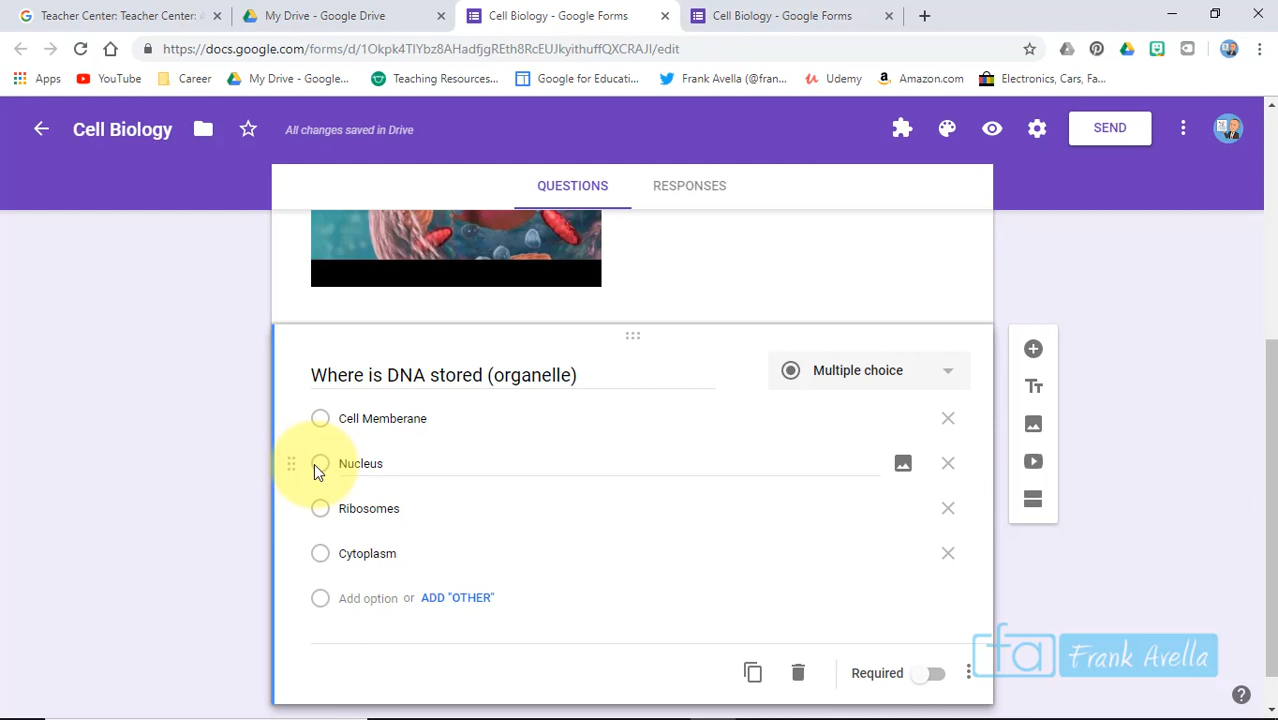 Teacher Center: Teacher Center:
My Drive - Google Drive
Cell Biology - Google Forms
Cell Biology - Google Forms
https://docs.google.com/forms/d/1Okpk4TlYbz8AHadfjgREth8RcEUJkyithuffQXCRAJI/edit
Apps
YouTube
Career
My Drive - Google...
Teaching Resources...
Google for Educati...
Frank Avella (@fran...
Udemy
Amazon.com
Electronics, Cars, Fa...
Cell Biology
All changes saved in Drive
SEND
QUESTIONS
RESPONSES
Where is DNA stored (organelle)
Multiple choice
Cell Memberane
Nucleus
Ribosomes
Cytoplasm
Add option or ADD "OTHER"
Required
fa Frank Avella